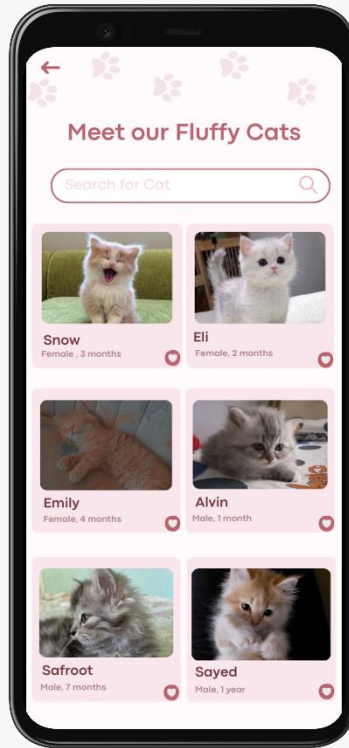 Meet our Fluffy Cats
Search for Cat
Snow
Female , 3 months
Eli
Female, 2 months
Emily
Female, 4 months
Alvin
Male, 1 month
Safroot
Male, 7 months
Sayed
Male, 1 year